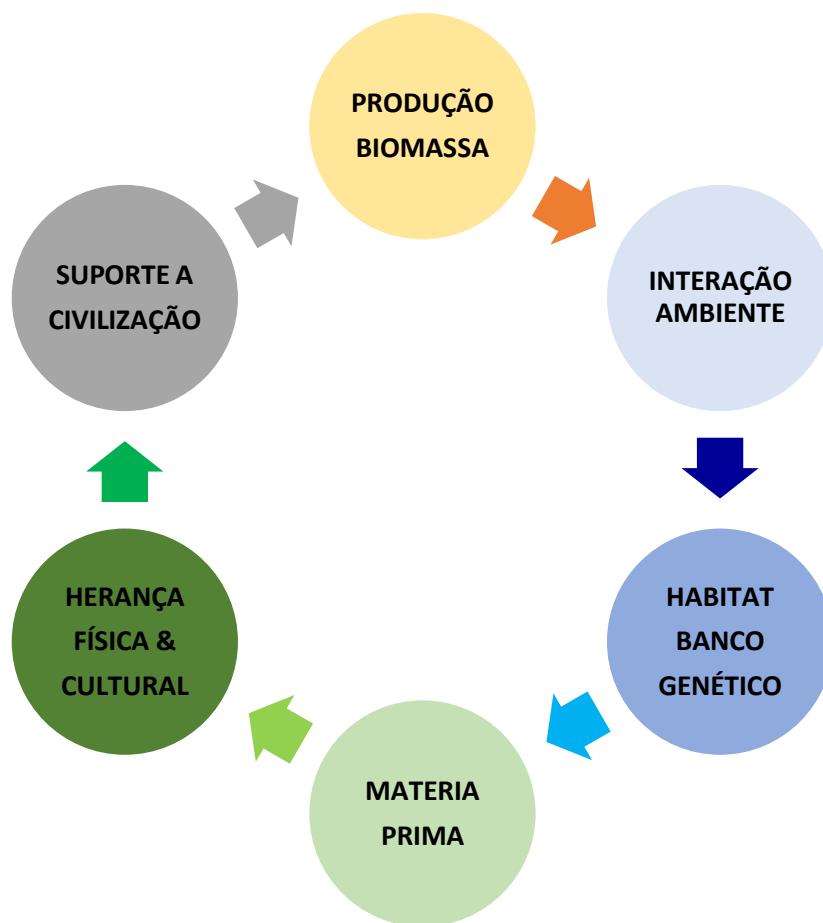 PRODUÇÃO
BIOMASSA
INTERAÇÃO
AMBIENTE
HABITAT
BANCO
GENÉTICO
MATERIA
PRIMA
HERANÇA
FÍSICA &
CULTURAL
SUPORTE A
CIVILIZAÇÃO